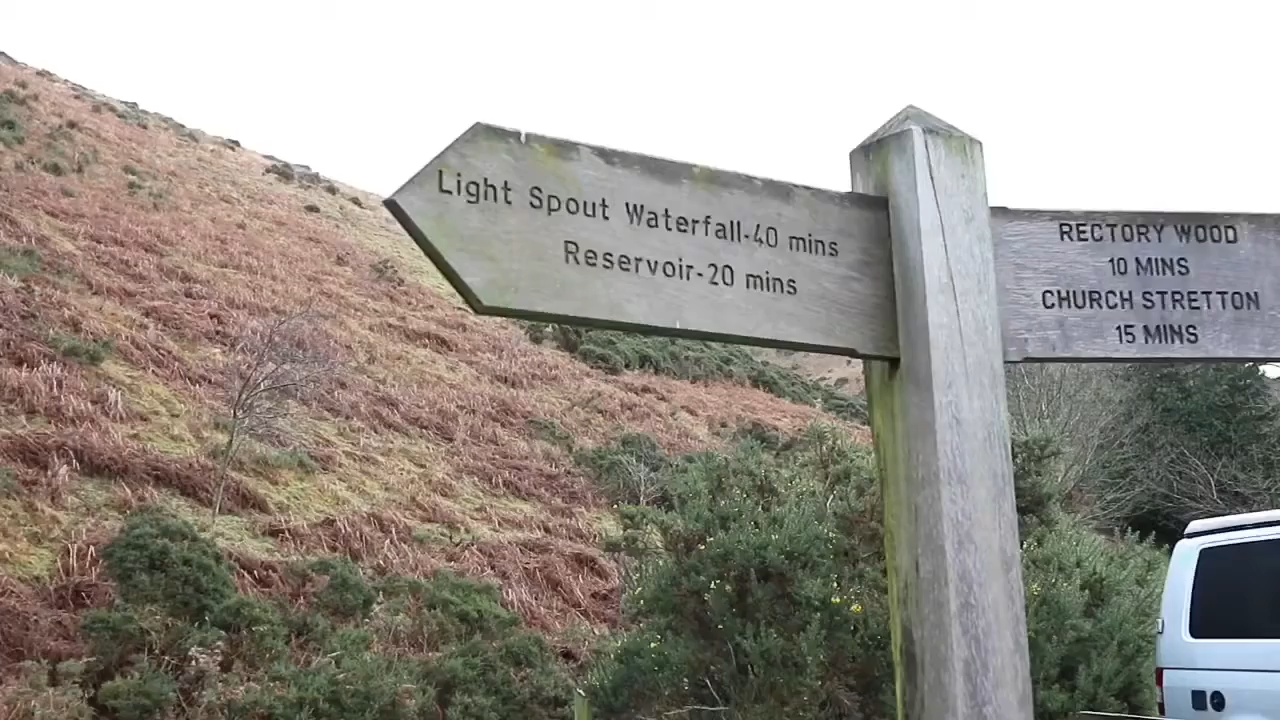 Light Spout Waterfall-40 mins
Reservoir-20 mins
RECTORY WOOD
10 MINS
CHURCH STRETTON
15 MINS